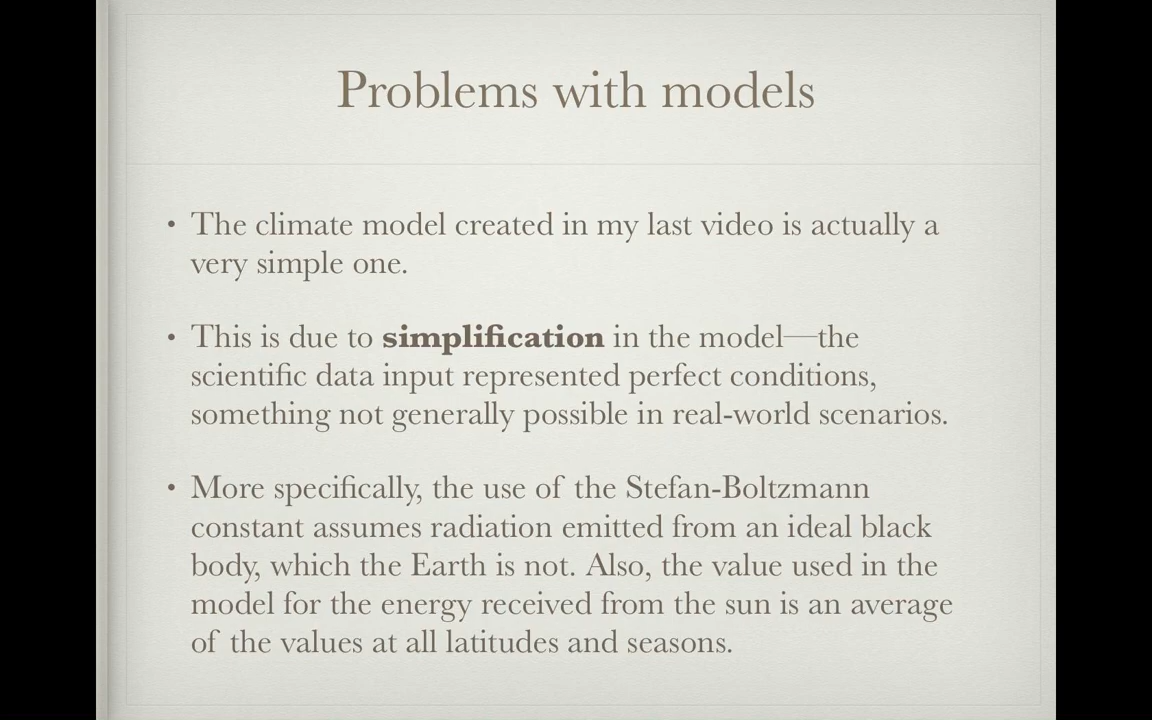 Problems with models
• The climate model created in my last video is actually a
very simple one.
• This is due to simplification in the model—the
scientific data input represented perfect conditions,
something not generally possible in real-world scenarios.
• More specifically, the use of the Stefan-Boltzmann
constant assumes radiation emitted from an ideal black
body, which the Earth is not. Also, the value used in the
model for the energy received from the sun is an average
of the values at all latitudes and seasons.